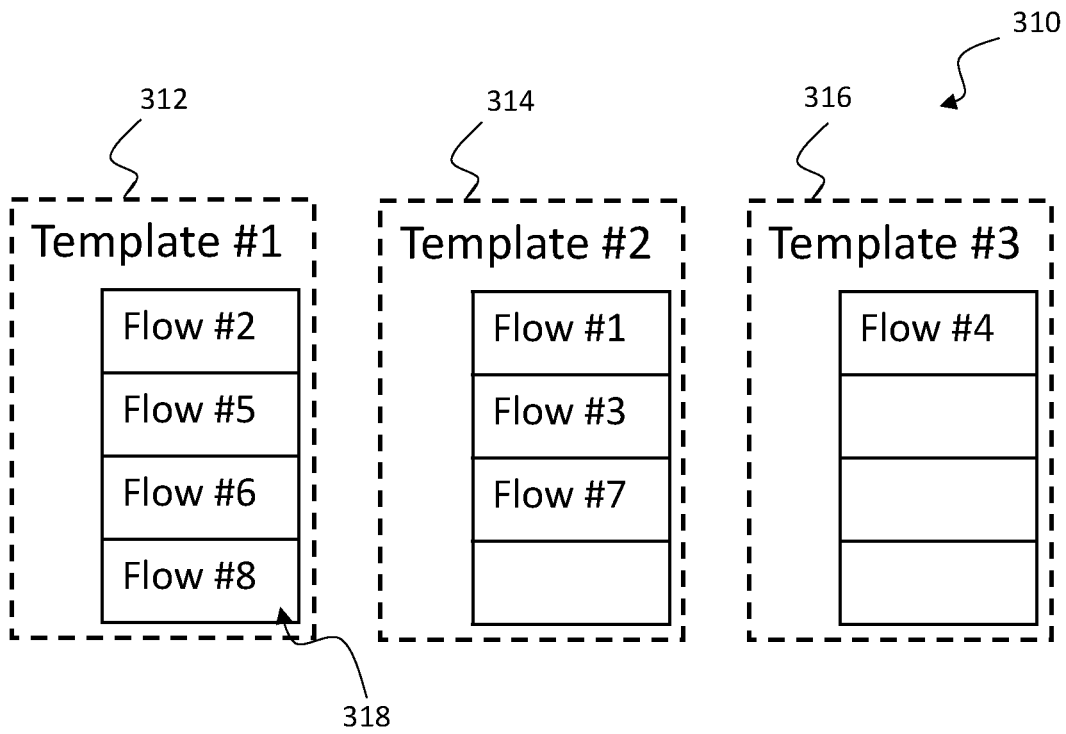 310
312
314
316
Template #1
Template #2
Template #3
Flow #2
Flow #5
Flow #6
Flow #8
Flow #1
Flow #3
Flow #7
Flow #4
318